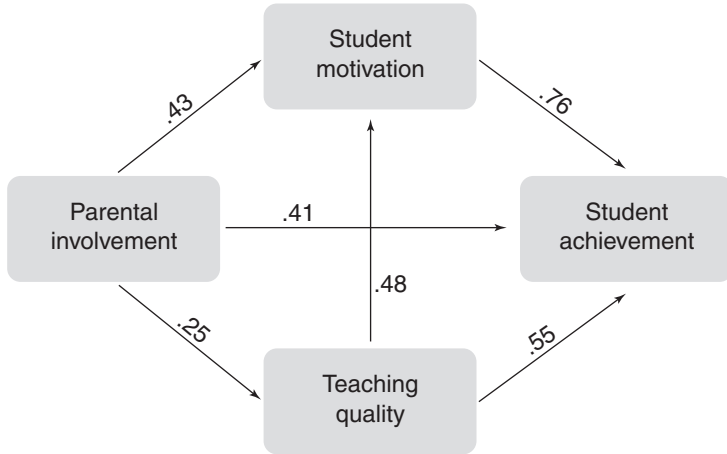 Student
motivation
.43
.76
Parental
involvement
.41
Student
achievement
.48
.25
.55
Teaching
quality